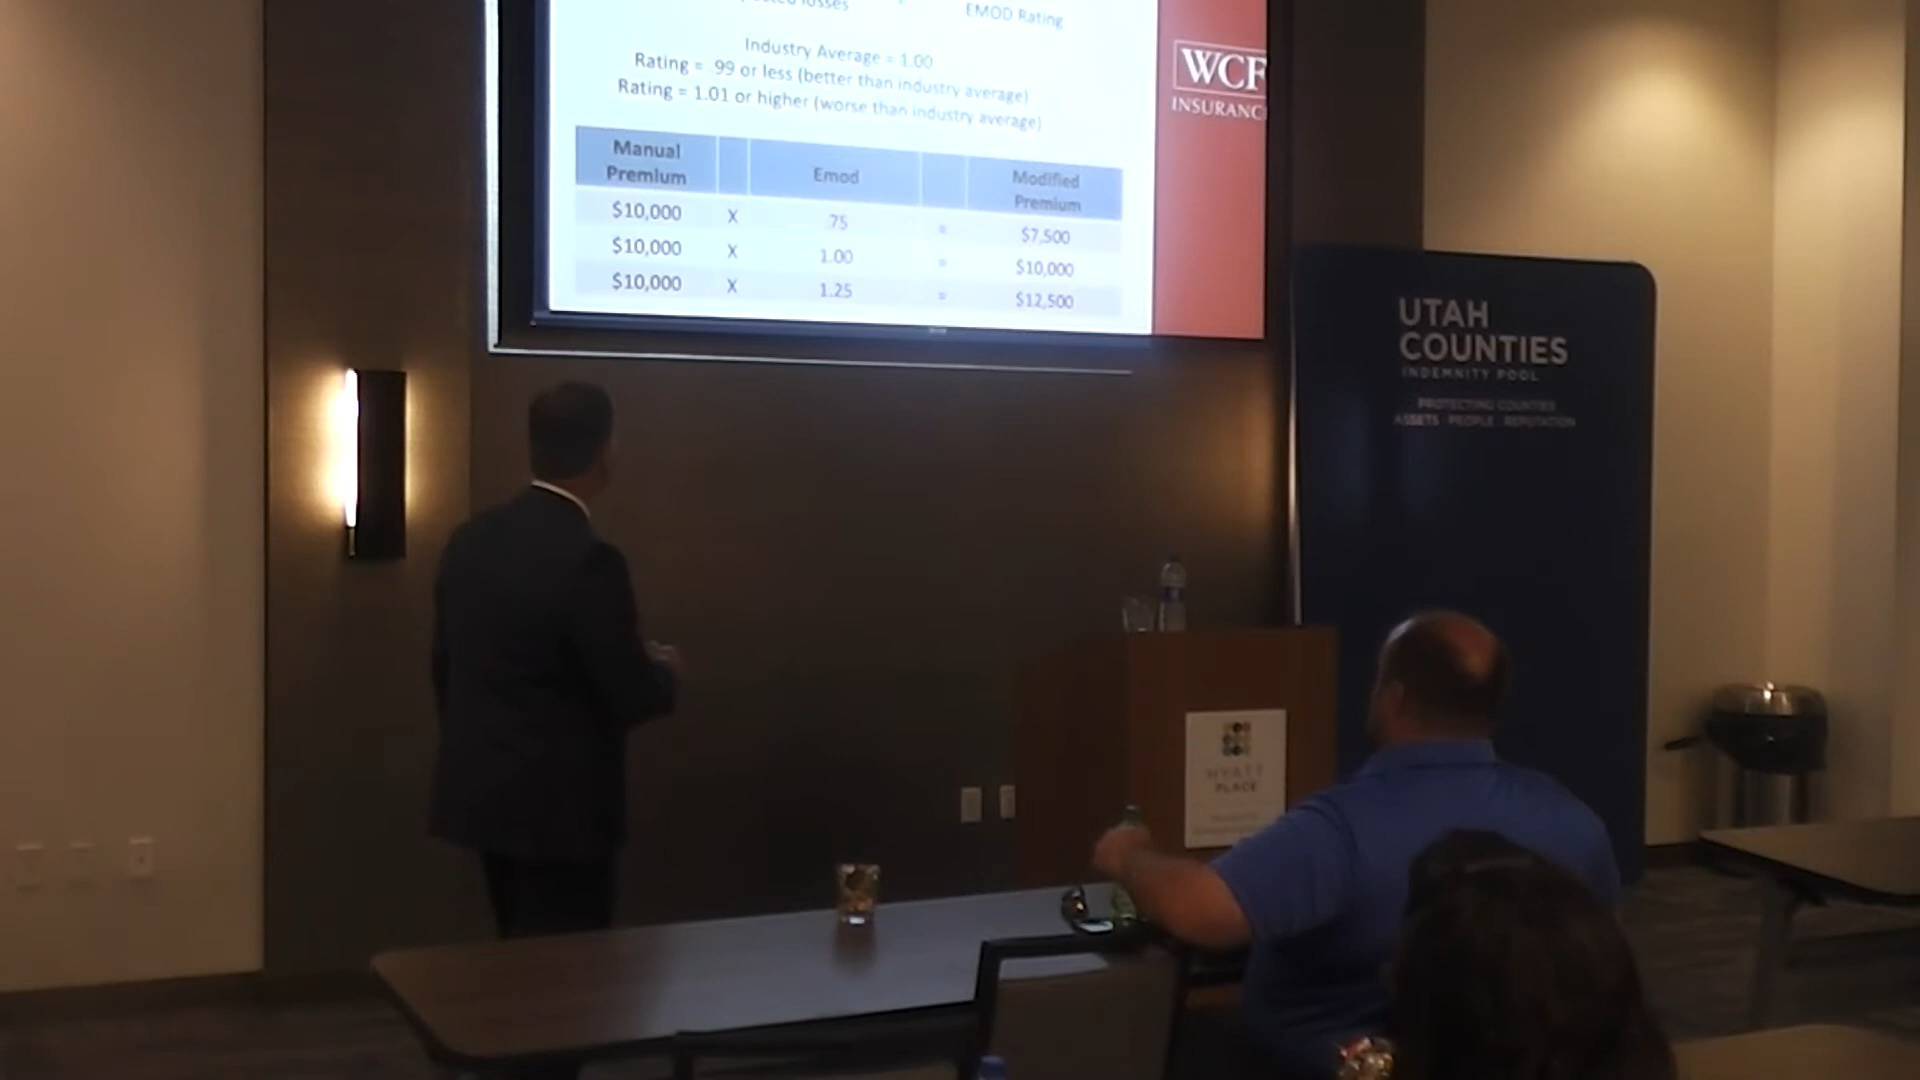 losses
EMOD Rating
Industry Average = 1.00
Rating = .99 or less (better than industry average)
Rating = 1.01 or higher (worse than industry average)
Manual Premium Emod Modified Premium
$10,000 X .75 = $7,500
$10,000 X 1.00 = $10,000
$10,000 X 1.25 = $12,500
WCF
INSURANC
UTAH
COUNTIES
INDEMNITY POOL
PROTECTING COUNTIES
ASSETS PEOPLE REPUTATION
HYATT
PLACE